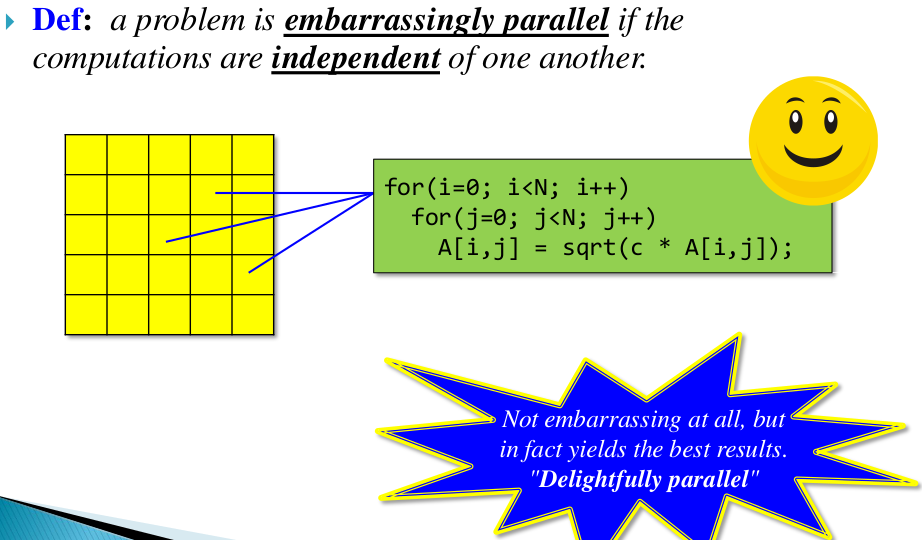 Def: a problem is embarrassingly parallel if the
computations are independent of one another.
for(i=0; i<N; i++)
for(j=0; j<N; j++)
A[i,j] = sqrt(c * A[i,j]);
Not embarrassing at all, but
in fact yields the best results.
"Delightfully parallel"